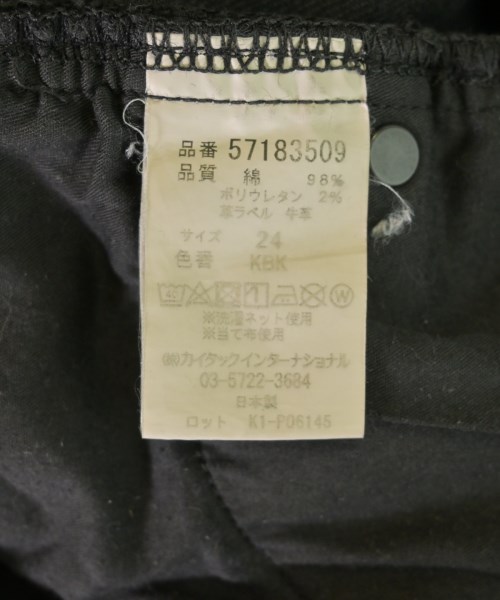 品番 57183509
品質 綿 98%
ポリウレタン 2%
革ラベル 牛革
サイズ 24
色番 KBK
※洗濯ネット使用
※当て布使用
㈱カイタックインターナショナル
03-5722-3684
日本製
ロット K1-P06145